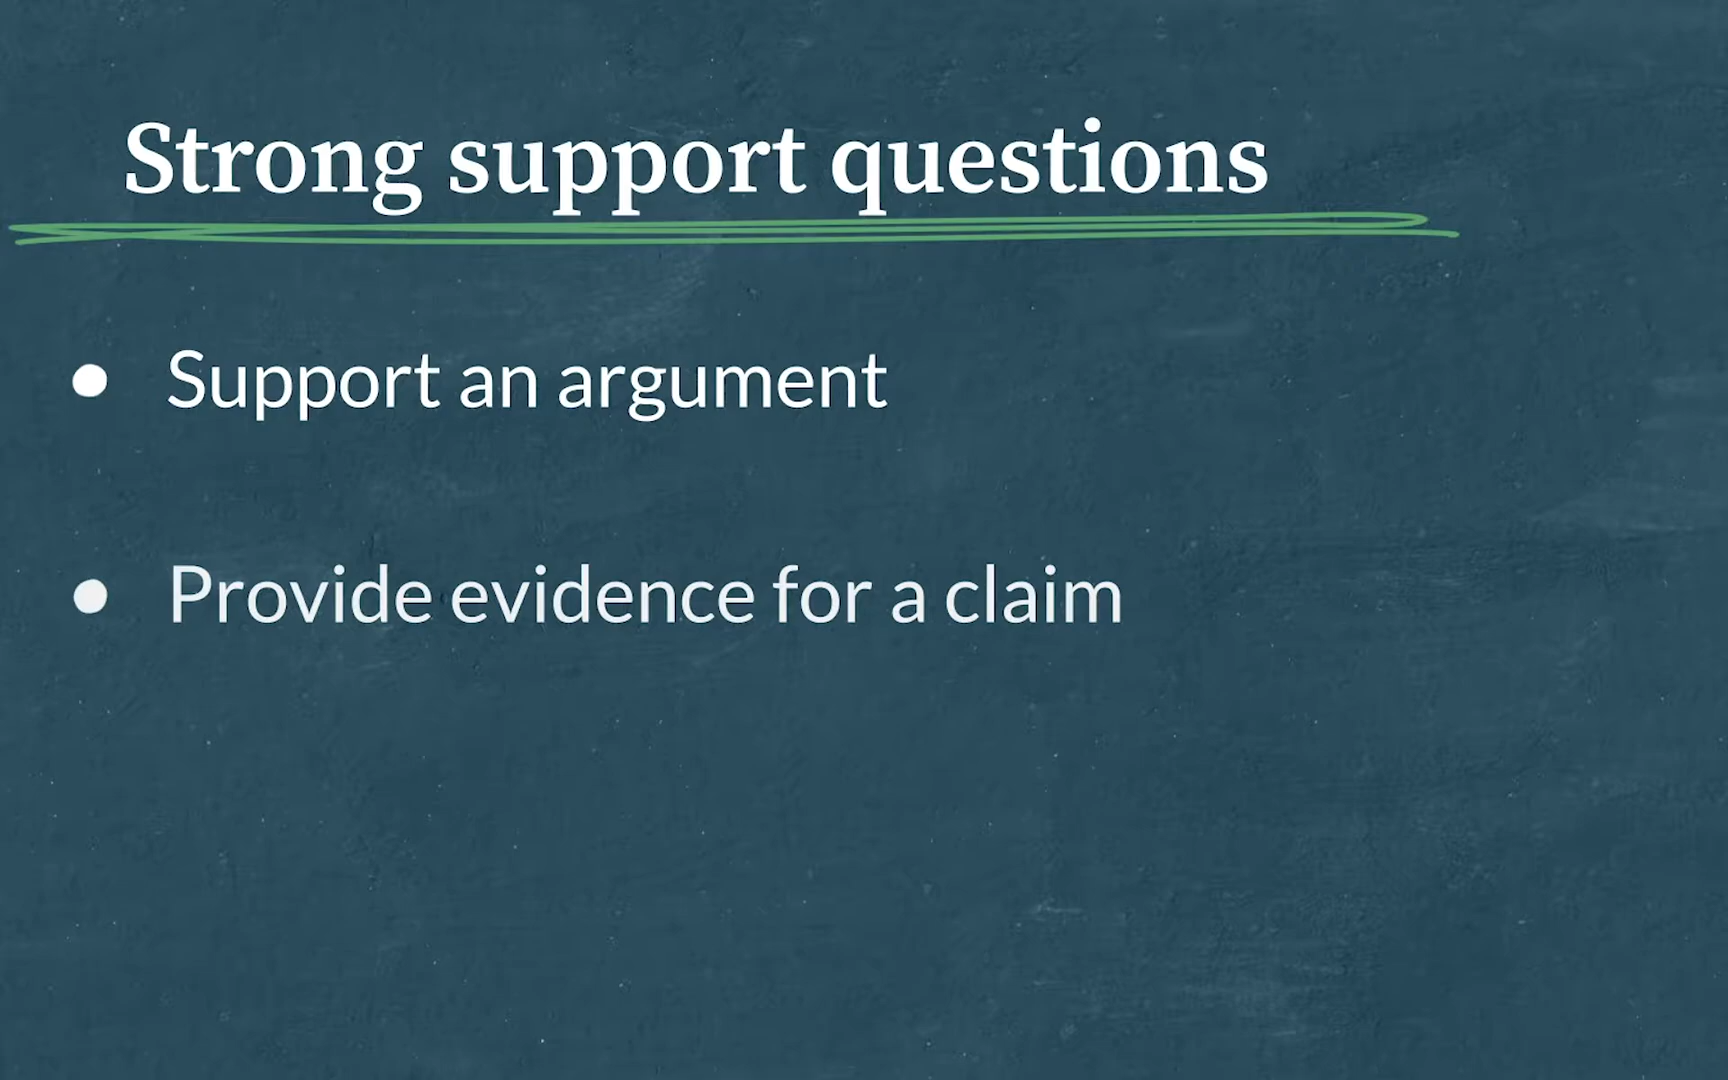 Strong support questions
● Support an argument
● Provide evidence for a claim